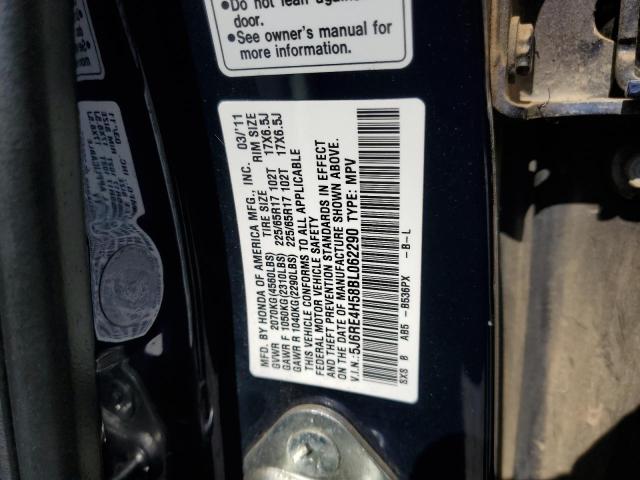 ●Do not lean against
door.
●See owner's manual for
more information.
MFD. BY HONDA OF AMERICA MFG., INC. 03/'11
TIRE SIZE RIM SIZE
GVWR 2070KG(4560LBS)
GAWR F 1050KG(2310LBS) 225/65R17 102T 17X6.5J
GAWR R 1040KG(2290LBS) 225/65R17 102T 17X6.5J
THIS VEHICLE CONFORMS TO ALL APPLICABLE
FEDERAL MOTOR VEHICLE SAFETY
AND THEFT PREVENTION STANDARDS IN EFFECT
ON THE DATE OF MANUFACTURE SHOWN ABOVE.
V.I.N.:5J6RE4H58BL062290 TYPE: MPV
SXS B AB5 -B536PX -B-L